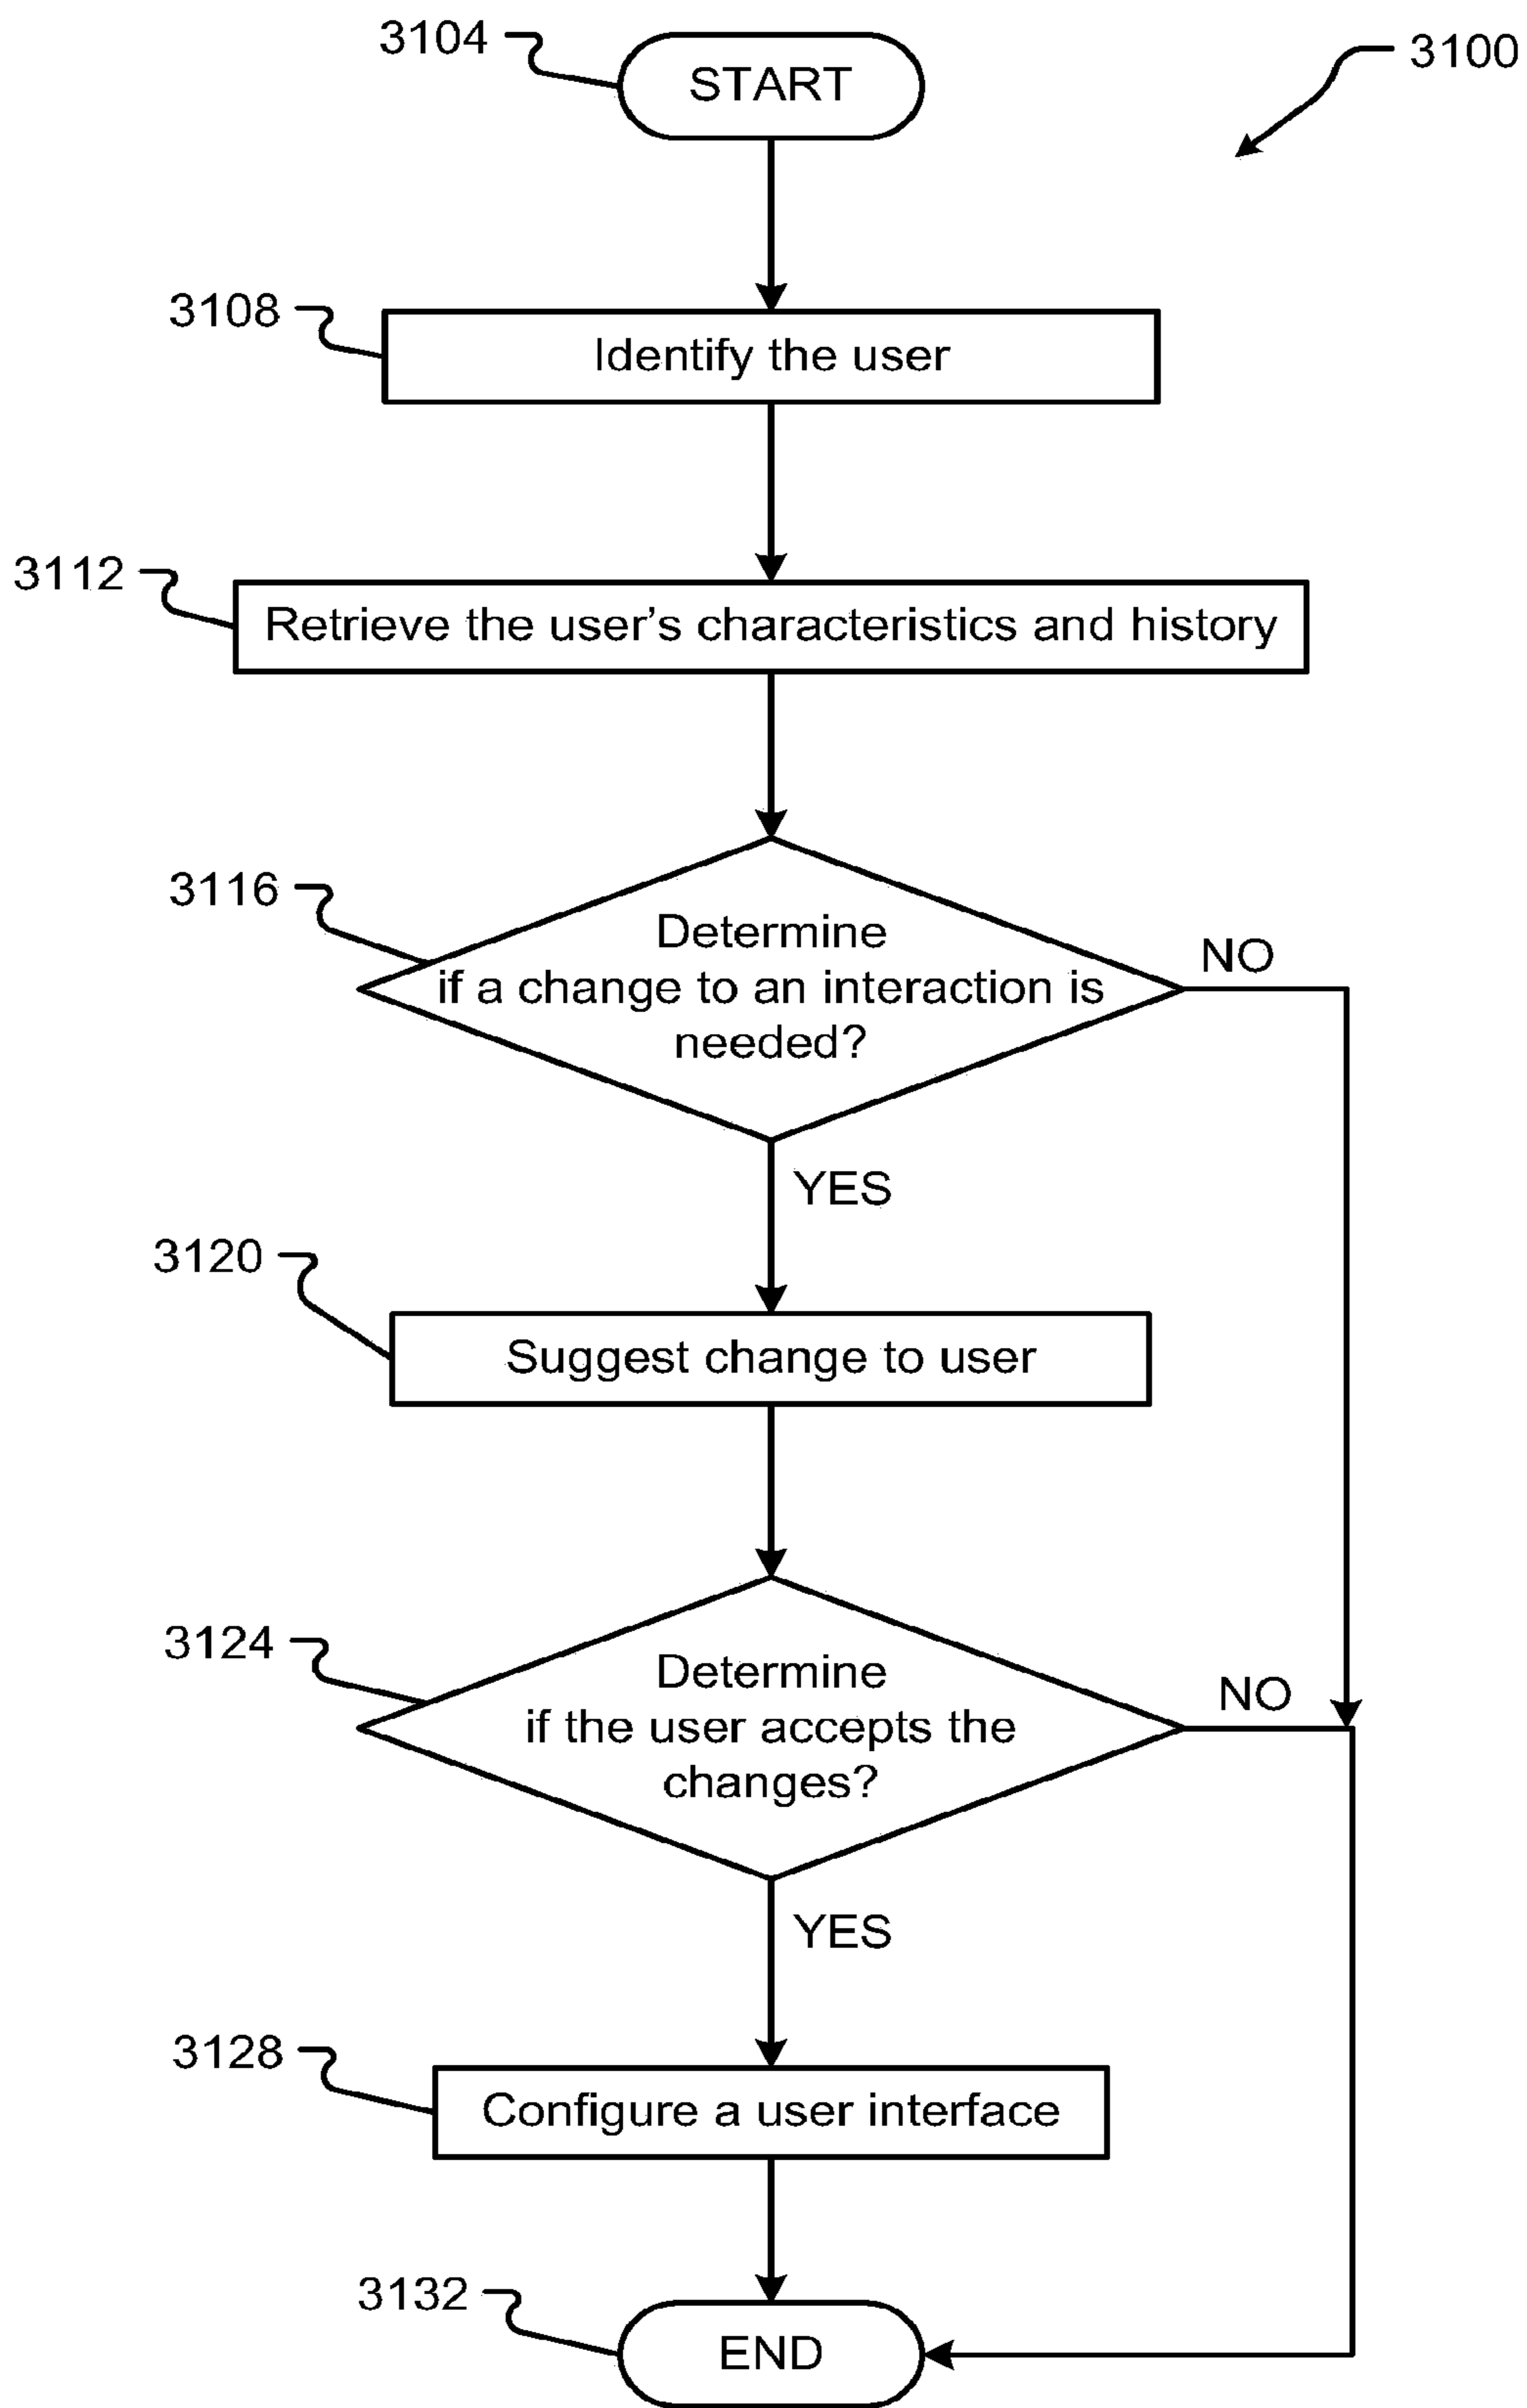 3104
START
3100
3108
Identify the user
3112
Retrieve the user’s characteristics and history
3116
Determine
if a change to an interaction is
needed?
NO
YES
3120
Suggest change to user
3124
Determine
if the user accepts the
changes?
NO
YES
3128
Configure a user interface
3132
END